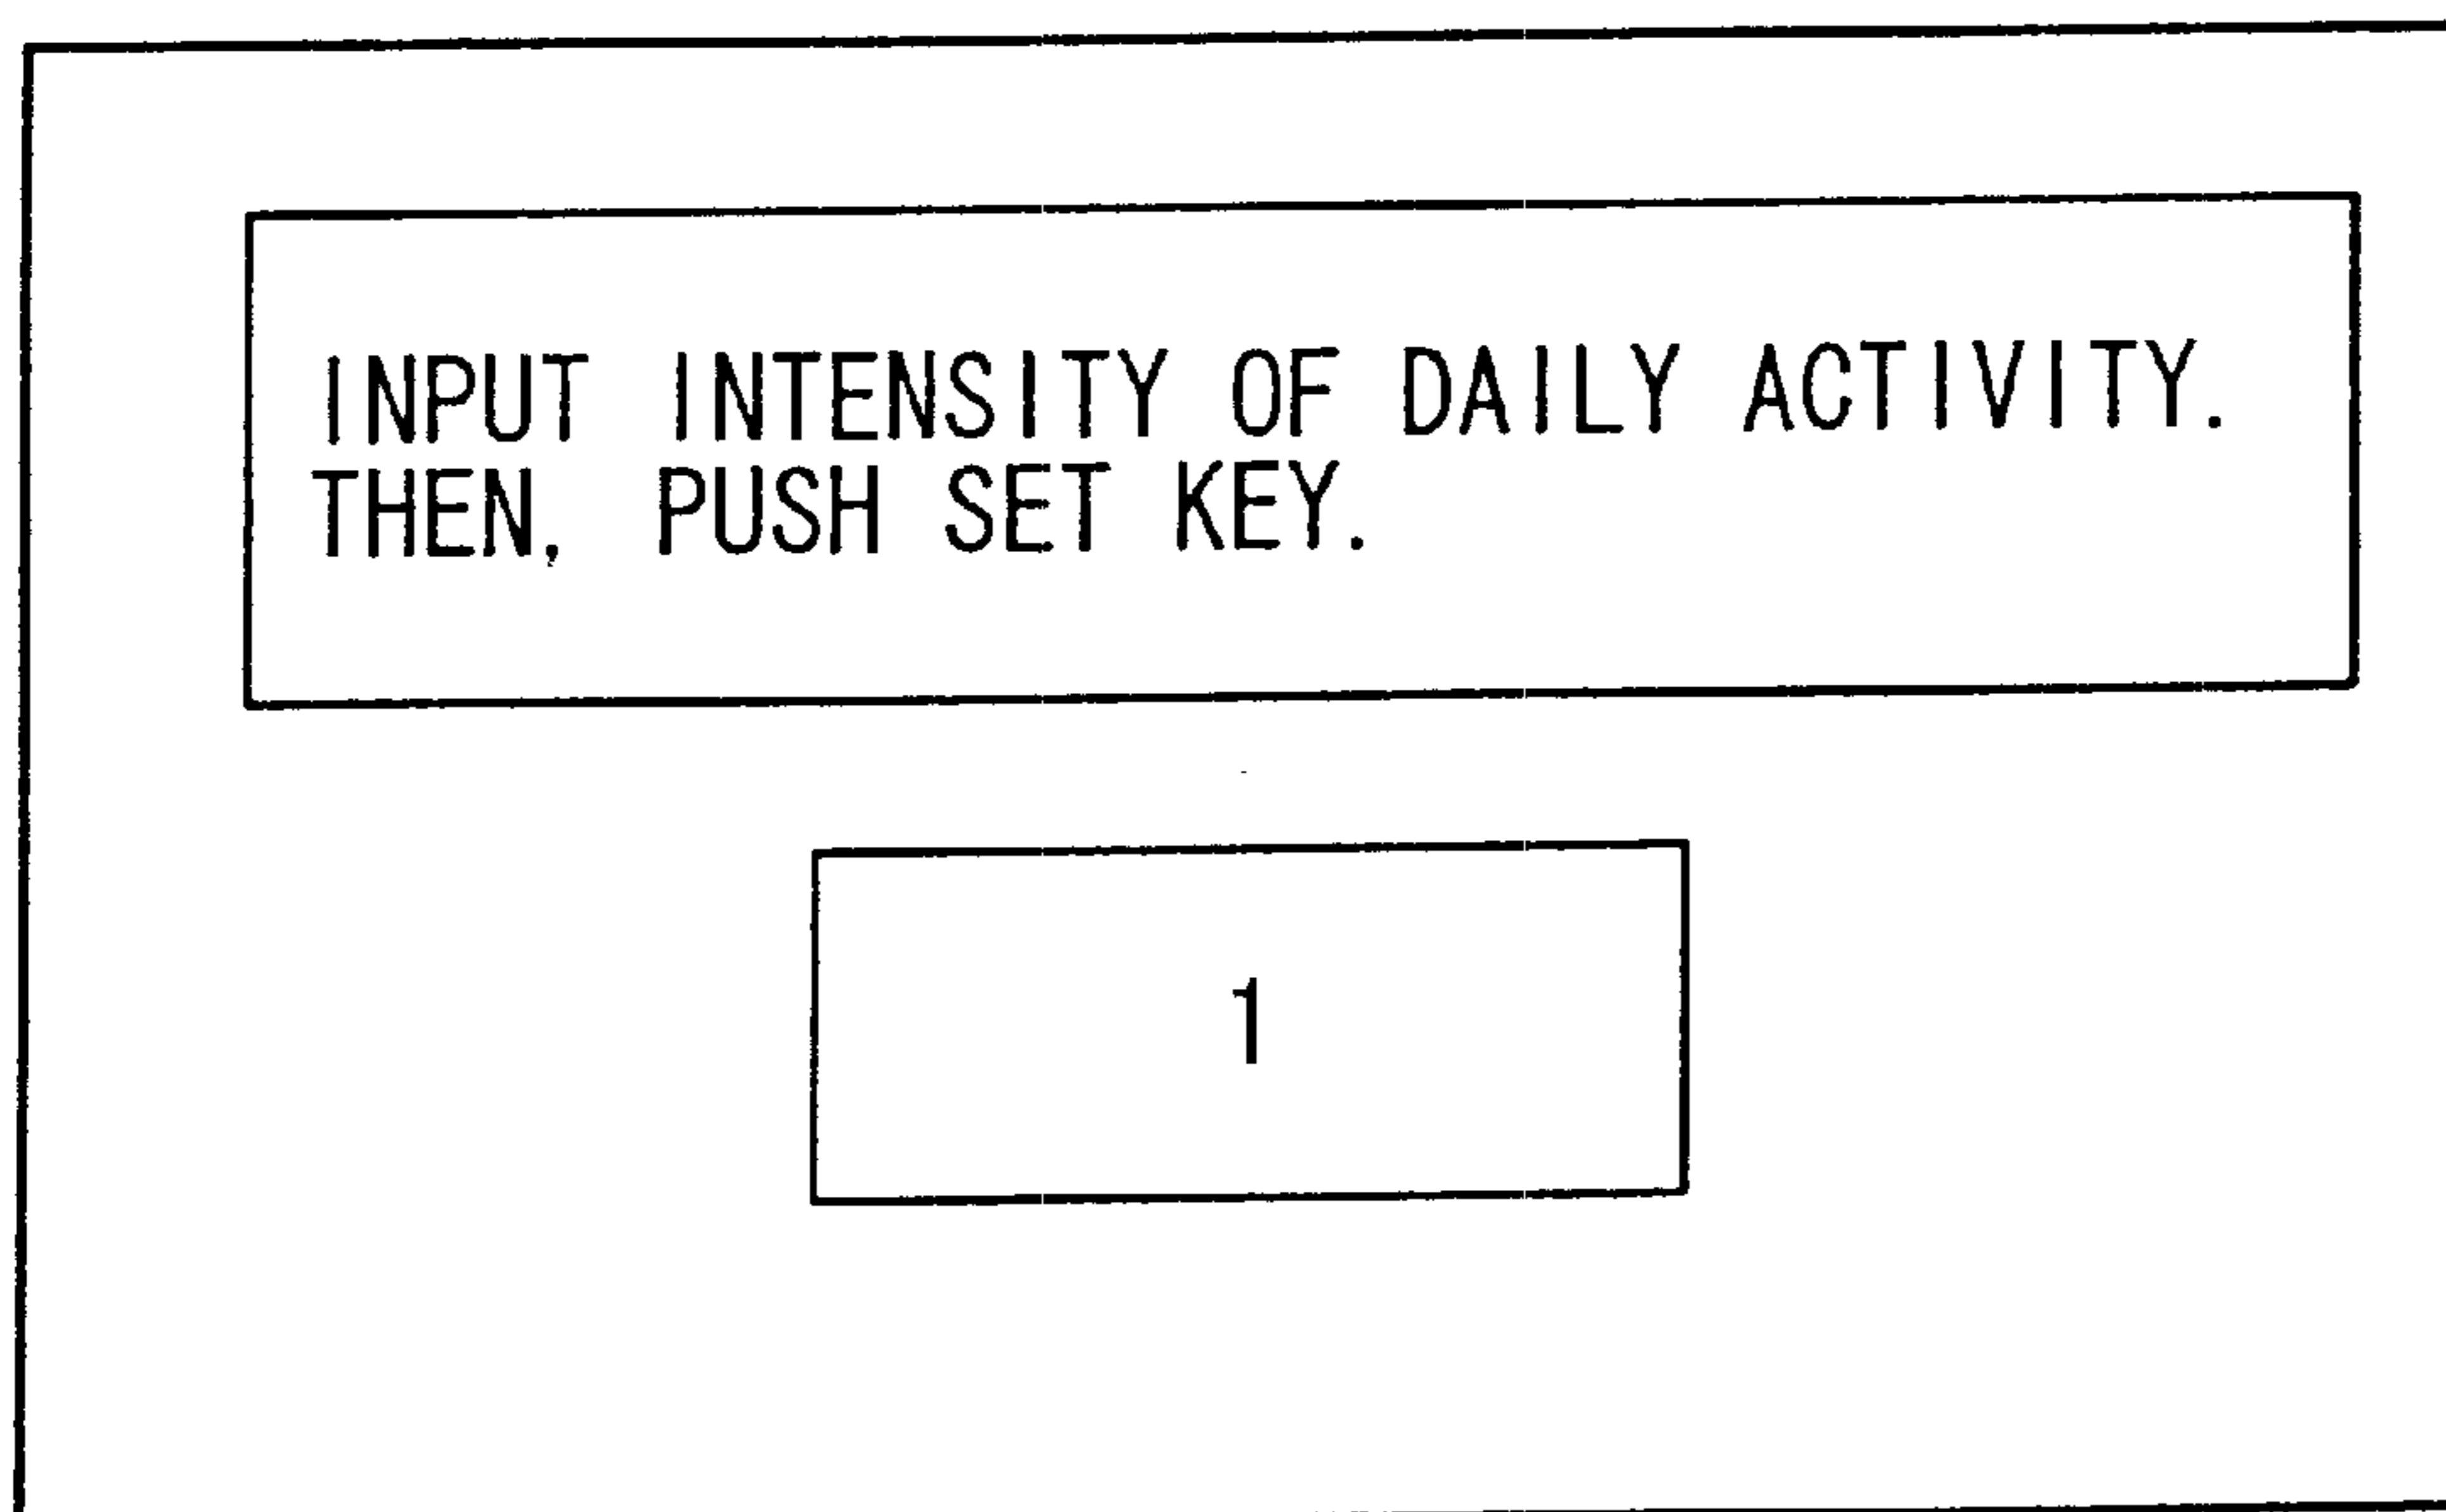 INPUT INTENSITY OF DAILY ACTIVITY.
THEN, PUSH SET KEY.
1